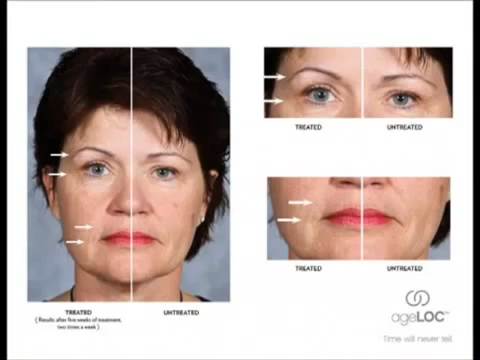 TREATED
( Results after five weeks of treatment,
two times a week )
UNTREATED
TREATED
UNTREATED
TREATED
UNTREATED
ageLOC™
Time will never tell